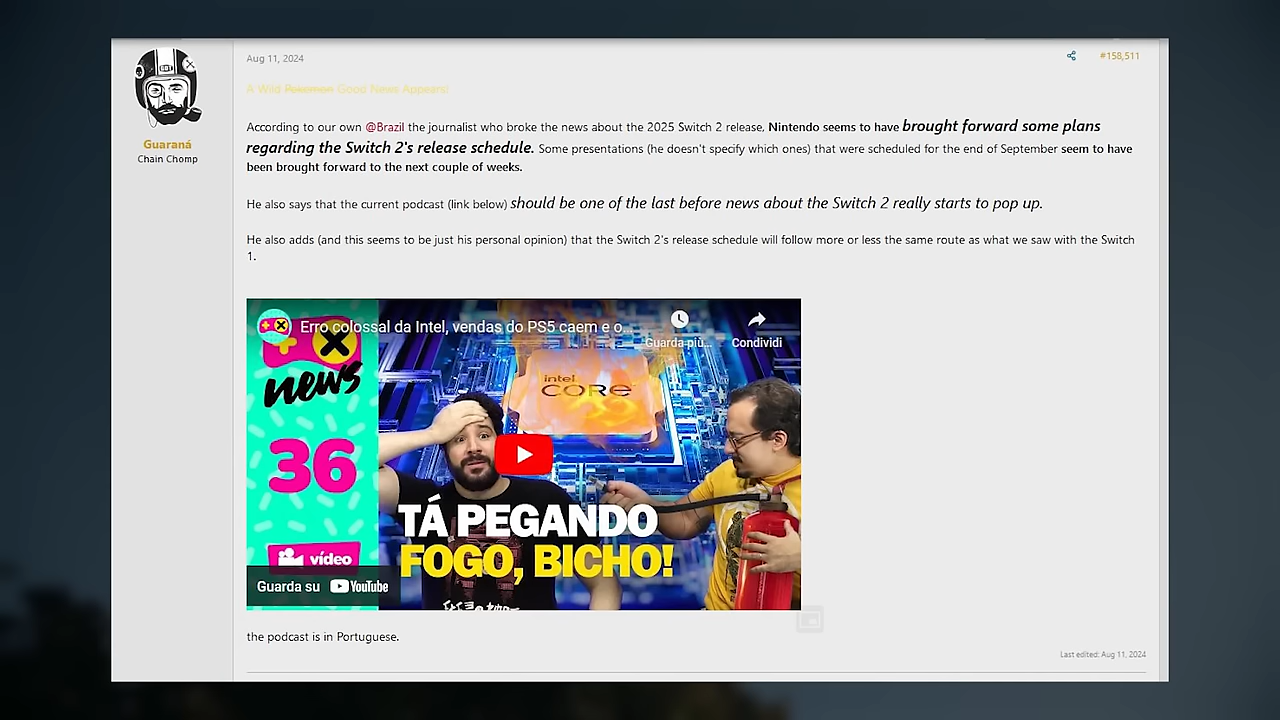 Aug 11, 2024
#158,511
A Wild Pokemon Good News Appears!
Guaraná
Chain Chomp
According to our own @Brazil the journalist who broke the news about the 2025 Switch 2 release, Nintendo seems to have brought forward some plans
regarding the Switch 2's release schedule. Some presentations (he doesn't specify which ones) that were scheduled for the end of September seem to have
been brought forward to the next couple of weeks.
He also says that the current podcast (link below) should be one of the last before news about the Switch 2 really starts to pop up.
He also adds (and this seems to be just his personal opinion) that the Switch 2's release schedule will follow more or less the same route as what we saw with the Switch
1.
Erro colossal da Intel, vendas do PS5 caem e o...
Guarda più...
Condividi
news
36
intel
CORE
TÁ PEGANDO
FOGO, BICHO!
vídeo
Guarda su YouTube
the podcast is in Portuguese.
Last edited: Aug 11, 2024